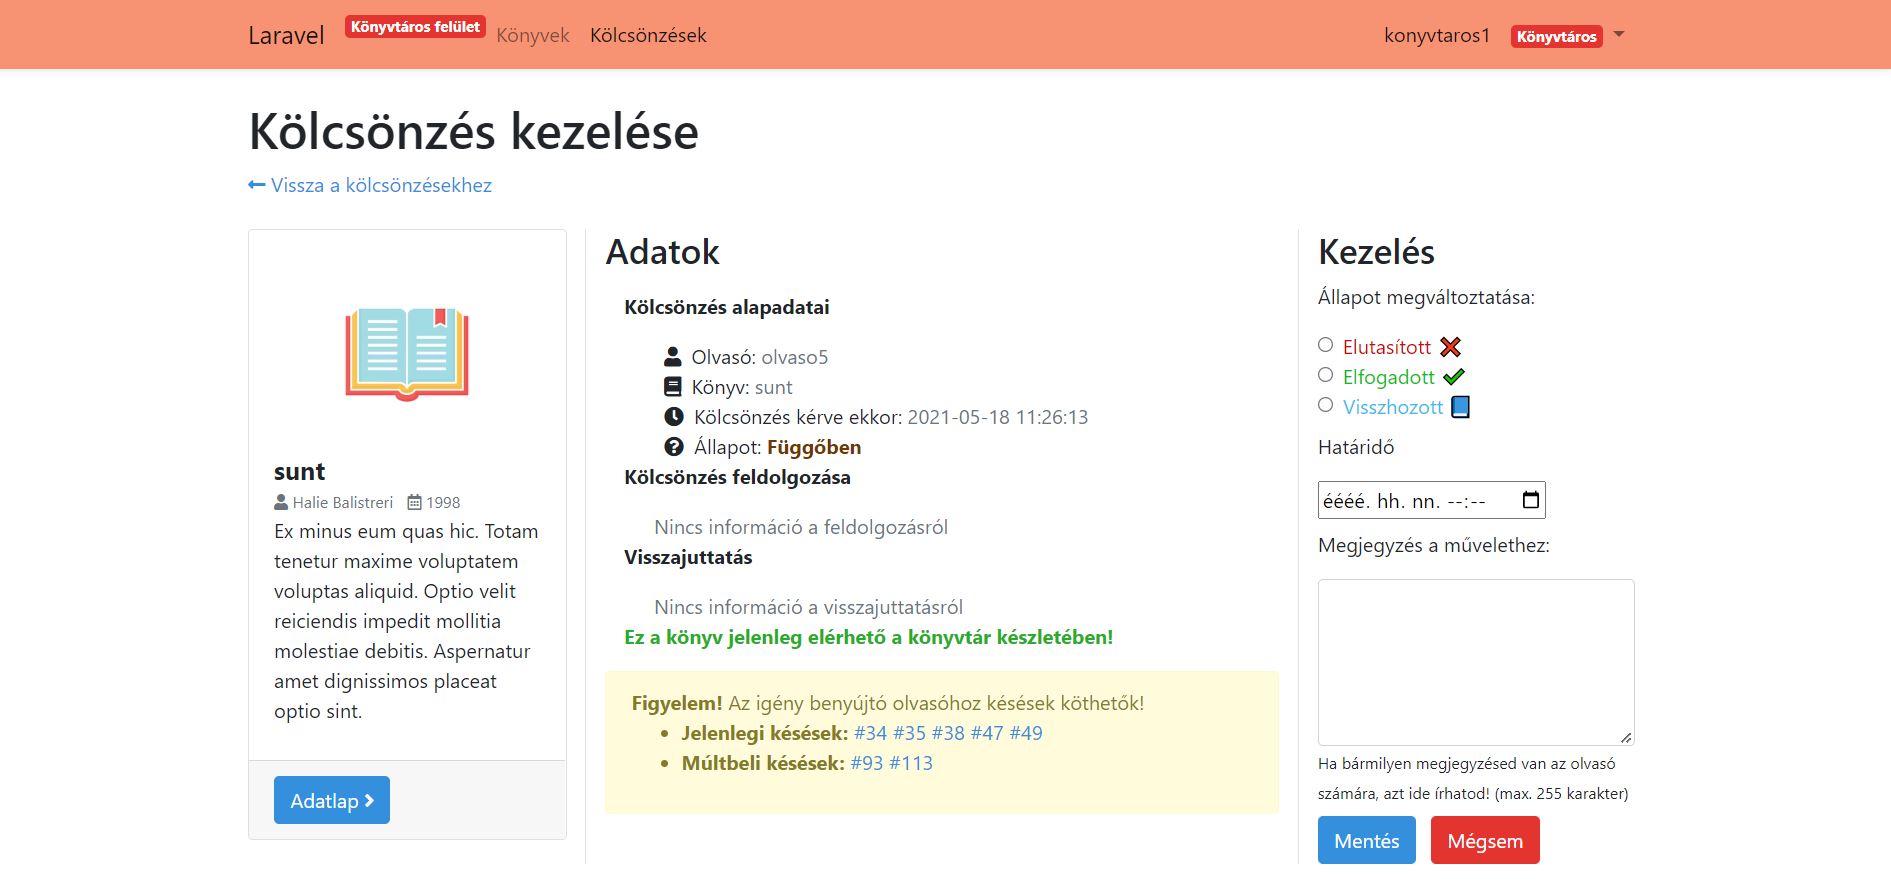 Laravel Könyvtáros felület Könyvek Kölcsönzések konyvtaros1 Könyvtáros
Kölcsönzés kezelése
Vissza a kölcsönzésekhez
sunt
Halie Balistreri 1998
Ex minus eum quas hic. Totam
tenetur maxime voluptatem
voluptas aliquid. Optio velit
reiciendis impedit mollitia
molestiae debitis. Aspernatur
amet dignissimos placeat
optio sint.
Adatlap
Adatok
Kölcsönzés alapadatai
Olvasó: olvaso5
Könyv: sunt
Kölcsönzés kérve ekkor: 2021-05-18 11:26:13
Állapot: Függőben
Kölcsönzés feldolgozása
Nincs információ a feldolgozásról
Visszajuttatás
Nincs információ a visszajuttatásról
Ez a könyv jelenleg elérhető a könyvtár készletében!
Figyelem! Az igény benyújtó olvasóhoz késések köthetők!
• Jelenlegi késések: #34 #35 #38 #47 #49
• Múltbeli késések: #93 #113
Kezelés
Állapot megváltoztatása:
Elutasított
Elfogadott
Visszhozott
Határidő
éééé. hh. nn. --:--
Megjegyzés a művelethez:
Ha bármilyen megjegyzésed van az olvasó
számára, azt ide írhatod! (max. 255 karakter)
Mentés Mégsem